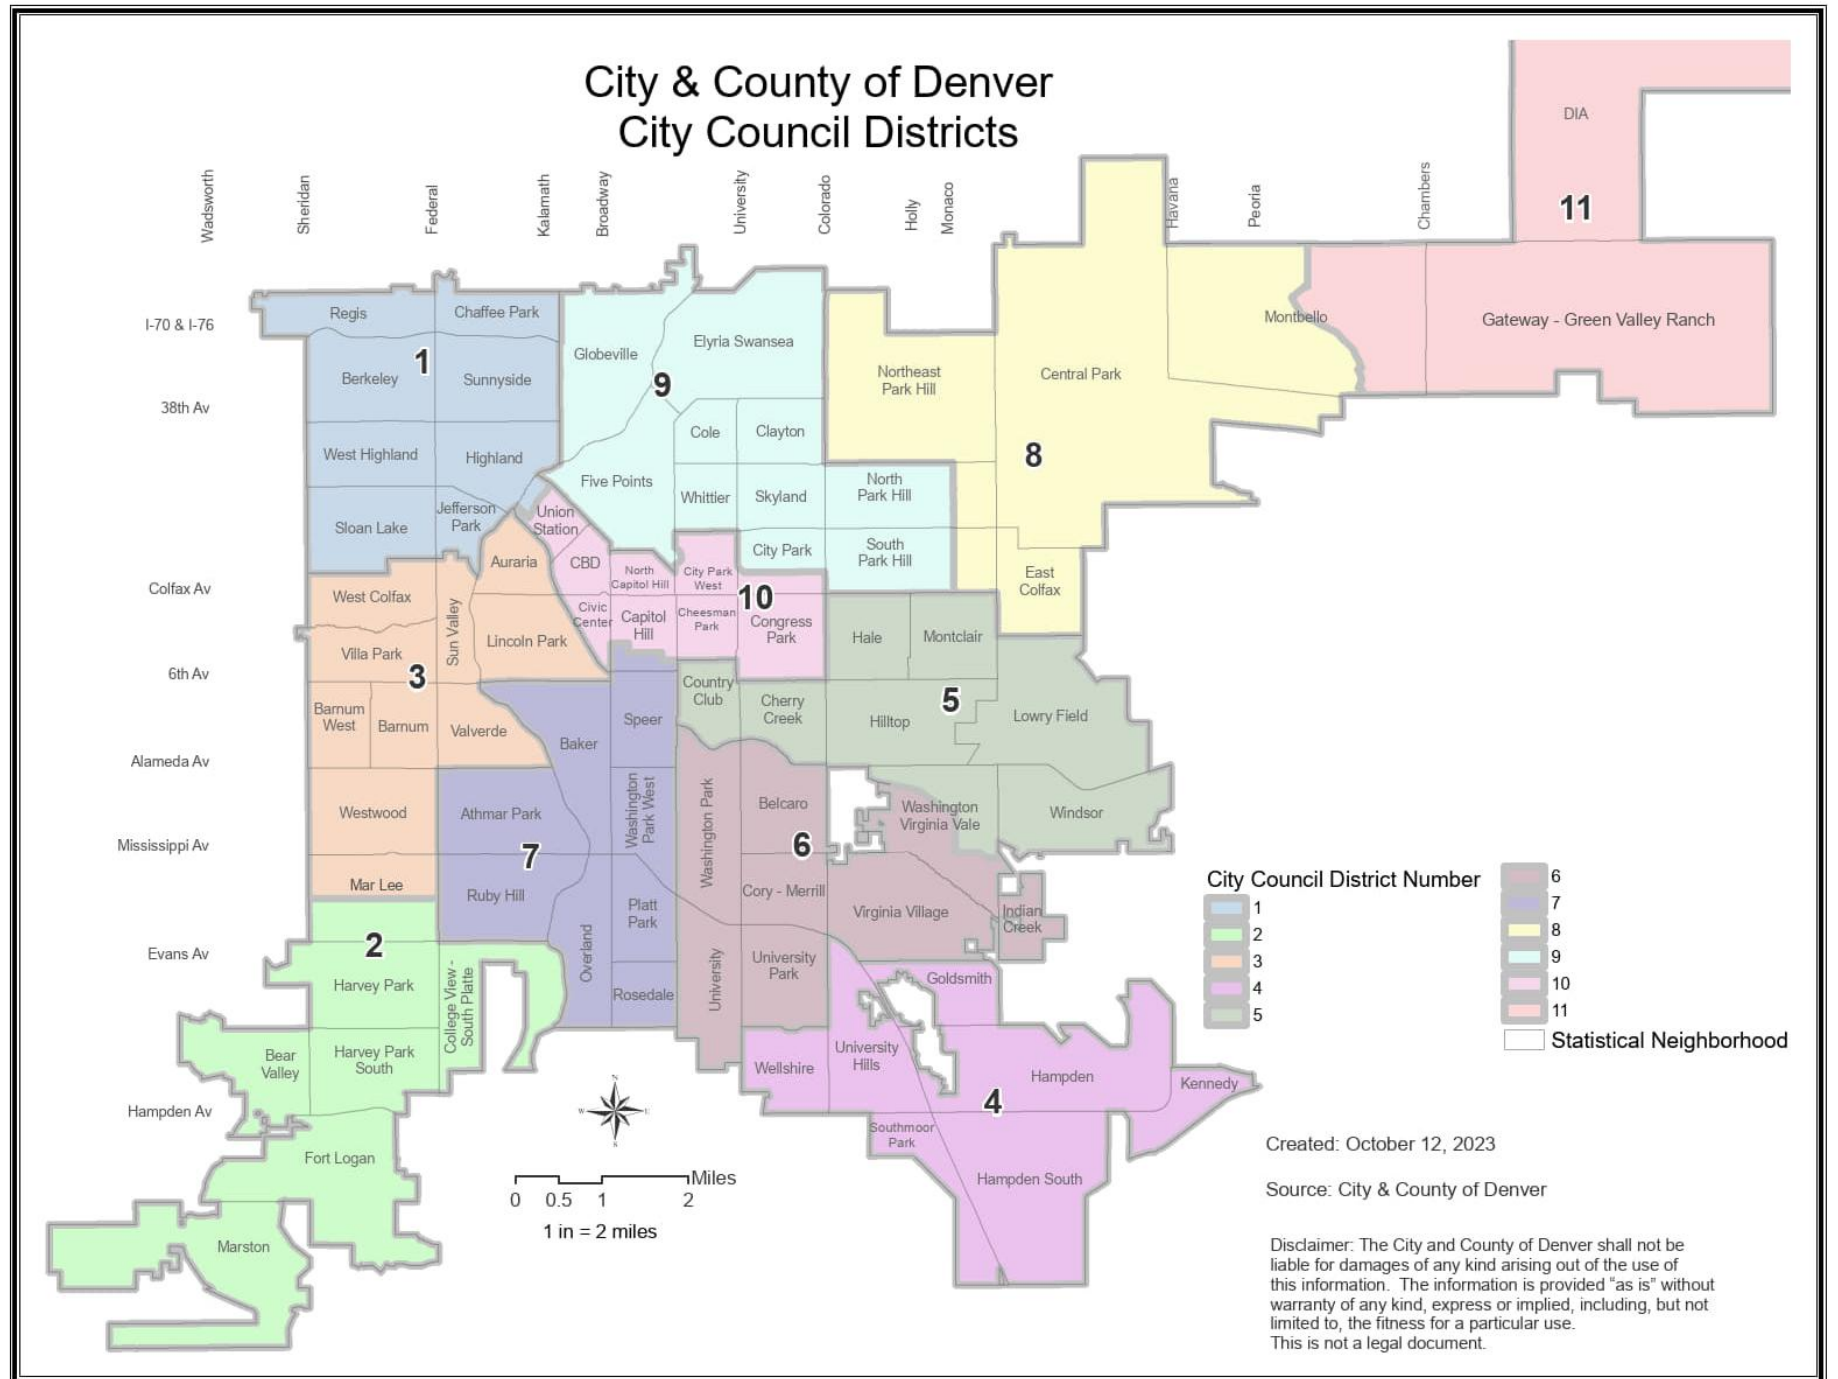 City & County of Denver
City Council Districts
Wadsworth
Sheridan
Federal
Kalamath
Broadway
University
Colorado
Holly
Monaco
Havana
Peoria
Chambers
I-70 & I-76
38th Av
Colfax Av
6th Av
Alameda Av
Mississippi Av
Evans Av
Hampden Av
DIA
11
Regis
Chaffee Park
1
Berkeley
Sunnyside
West Highland
Highland
Sloan Lake
Jefferson
Park
Globeville
Elyria Swansea
9
Cole
Clayton
Five Points
Whittier
Skyland
North
Park Hill
City Park
South
Park Hill
Northeast
Park Hill
Central Park
Montbello
Gateway - Green Valley Ranch
8
East
Colfax
Union
Station
CBD
North
Capitol Hill
City Park
West
10
Civic
Center
Capitol
Hill
Cheesman
Park
Congress
Park
Auraria
West Colfax
Sun Valley
Lincoln Park
Villa Park
3
Barnum
West
Barnum
Valverde
Westwood
Mar Lee
Hale
Montclair
Country
Club
Cherry
Creek
5
Hilltop
Lowry Field
Washington
Virginia Vale
Windsor
Speer
Baker
Athmar Park
Washington
Park West
7
Ruby Hill
Platt
Park
Overland
Rosedale
Washington Park
Belcaro
6
Cory - Merrill
Virginia Village
Indian
Creek
University
University
Park
2
Harvey Park
College View -
South Platte
Bear
Valley
Harvey Park
South
Fort Logan
Marston
Goldsmith
University
Hills
Wellshire
Hampden
Kennedy
4
Southmoor
Park
Hampden South
City Council District Number
1
2
3
4
5
6
7
8
9
10
11
Statistical Neighborhood
N
W
E
S
Miles
0 0.5 1 2
1 in = 2 miles
Created: October 12, 2023
Source: City & County of Denver
Disclaimer: The City and County of Denver shall not be
liable for damages of any kind arising out of the use of
this information. The information is provided “as is” without
warranty of any kind, express or implied, including, but not
limited to, the fitness for a particular use.
This is not a legal document.